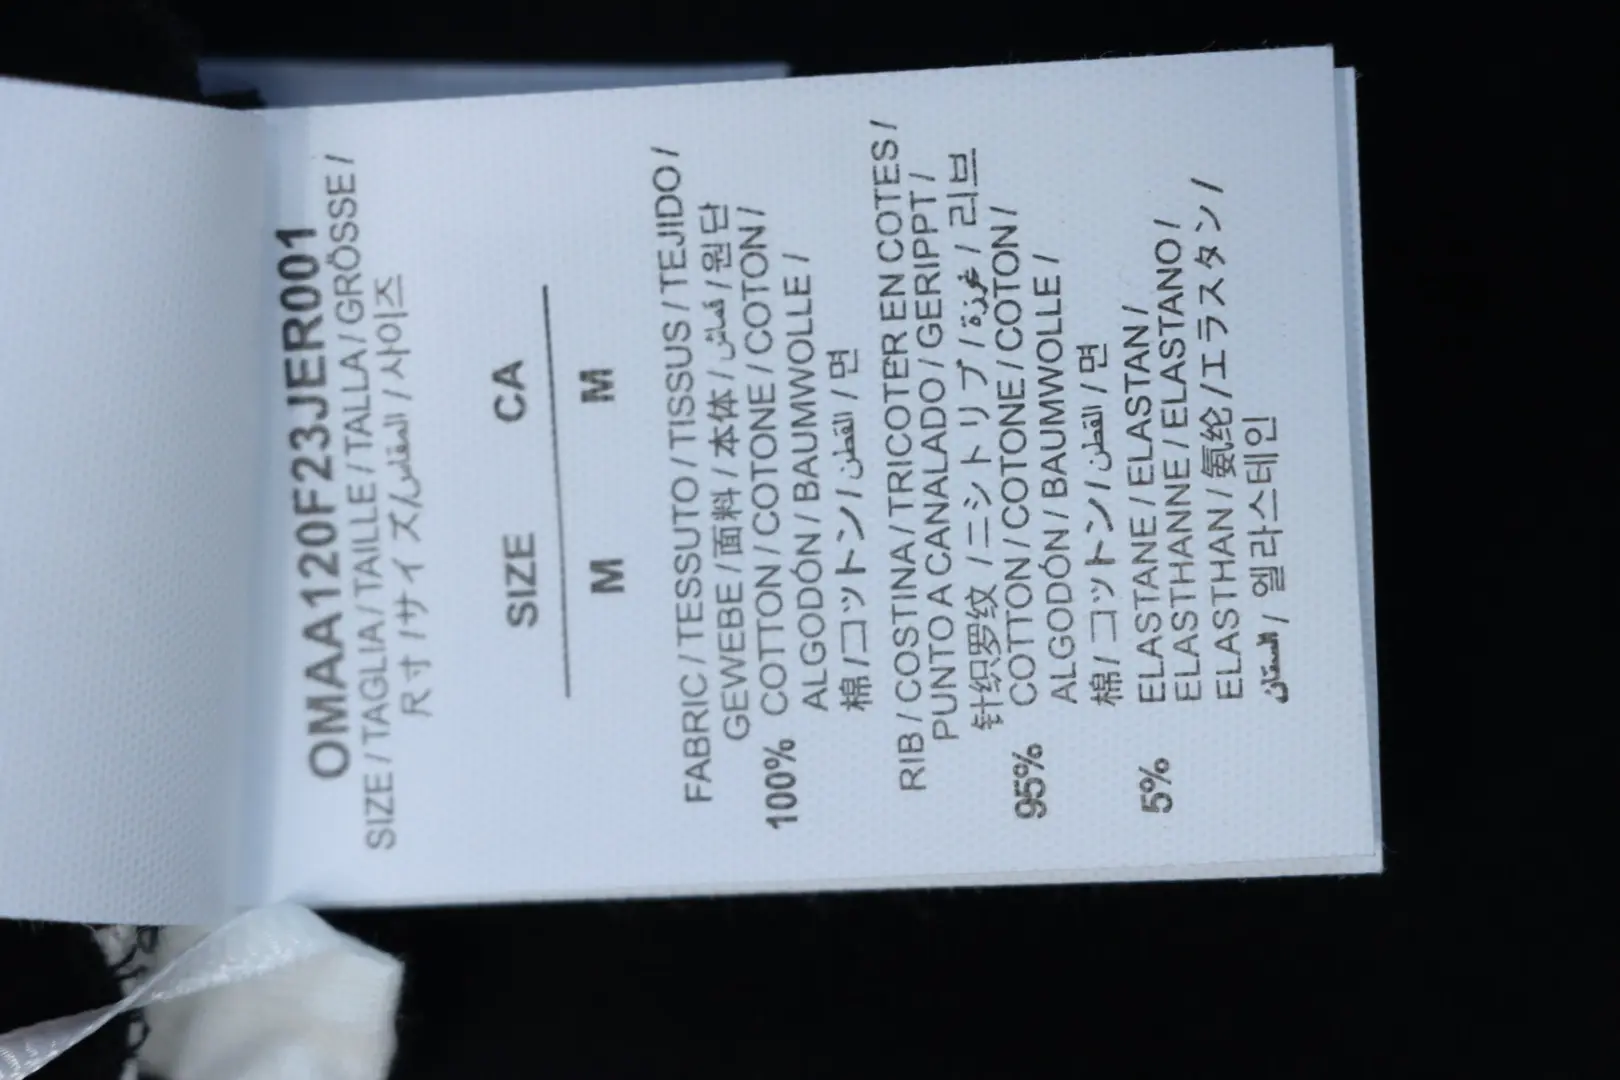 OMAA120F23JER001
SIZE / TAGLIA / TAILLE / TALLA / GRÖSSE /
尺寸 /サイズ/المقاس / 사이즈
SIZE CA
M M
FABRIC / TESSUTO / TISSUS / TEJIDO /
GEWEBE / 面料 / 本体 / قماش / 원단
100% COTTON / COTONE / COTON /
ALGODÓN / BAUMWOLLE /
棉 /コットン / القطن / 면
RIB / COSTINA / TRICOTER EN COTES /
PUNTO A CANALADO / GERIPPT /
针织罗纹 /ニシトリブ / غرزة / 리브
95% COTTON / COTONE / COTON /
ALGODÓN / BAUMWOLLE /
棉/ コットン / القطن / 면
5% ELASTANE / ELASTAN /
ELASTHANNE / ELASTANO /
ELASTHAN / 氨纶 /エラスタン /
/ 엘라스테인